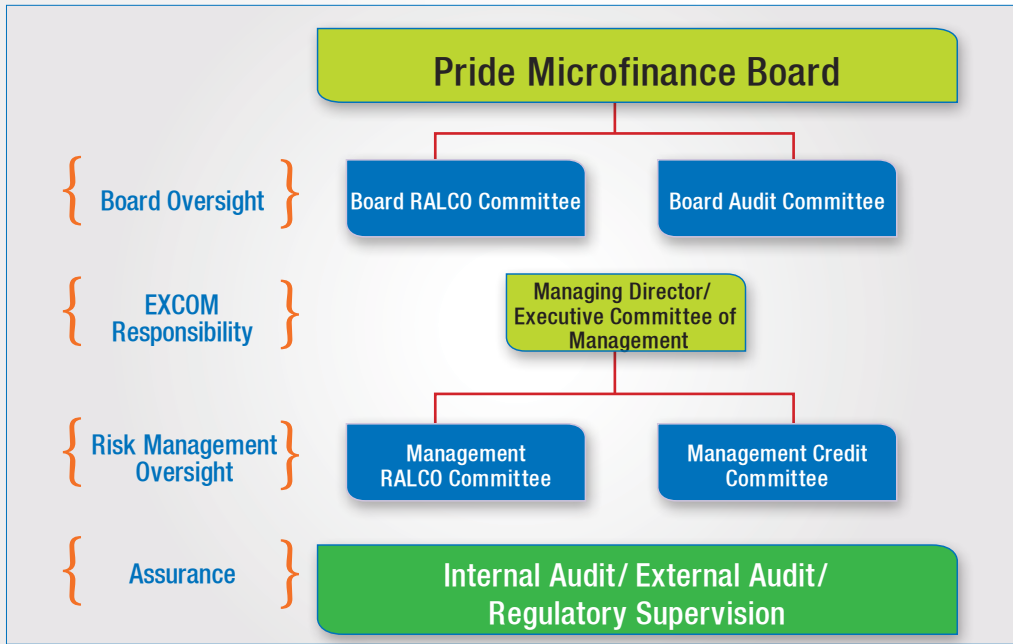 Pride Microfinance Board
Board Oversight
Board RALCO Committee
Board Audit Committee
EXCOM
Responsibility
Managing Director/
Executive Committee of
Management
Risk Management
Oversight
Management
RALCO Committee
Management Credit
Committee
Assurance
Internal Audit/ External Audit/
Regulatory Supervision